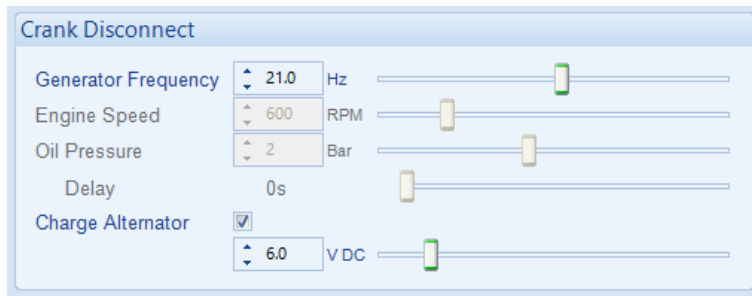 Crank Disconnect
Generator Frequency 21.0 Hz
Engine Speed 600 RPM
Oil Pressure 2 Bar
Delay 0s
Charge Alternator
6.0 V DC